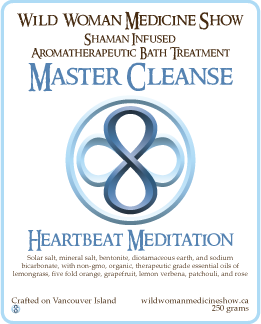 Wild Woman Medicine Show
Shaman Infused
Aromatherapeutic Bath Treatment
Master Cleanse
Heartbeat Meditation
Solar salt, mineral salt, bentonite, diotamaceous earth, and sodium
bicarbonate, with non-gmo, organic, therapeutic grade essential oils of
lemongrass, five fold orange, grapefruit, lemon verbena, patchouli, and rose
Crafted on Vancouver Island wildwomanmedicineshow.ca
250 grams